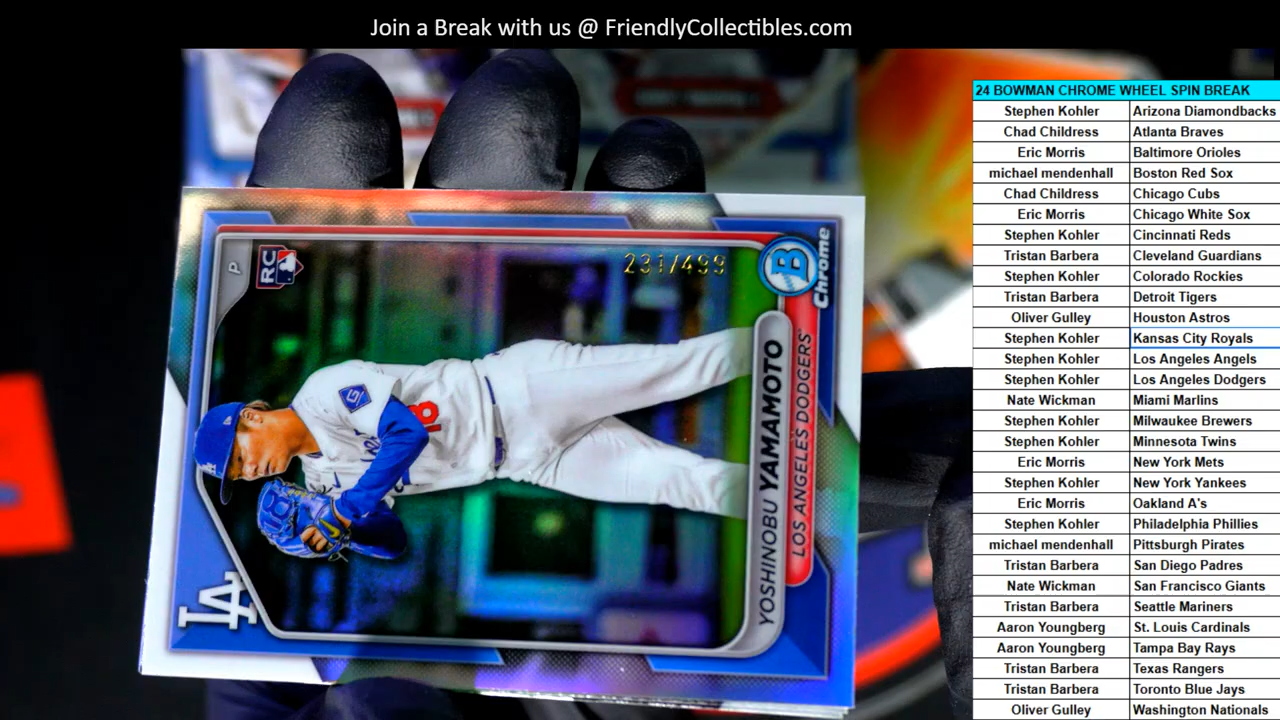 Join a Break with us @ FriendlyCollectibles.com
24 BOWMAN CHROME WHEEL SPIN BREAK
Stephen Kohler Arizona Diamondbacks
Chad Childress Atlanta Braves
Eric Morris Baltimore Orioles
michael mendenhall Boston Red Sox
Chad Childress Chicago Cubs
Eric Morris Chicago White Sox
Stephen Kohler Cincinnati Reds
Tristan Barbera Cleveland Guardians
Stephen Kohler Colorado Rockies
Tristan Barbera Detroit Tigers
Oliver Gulley Houston Astros
Stephen Kohler Kansas City Royals
Stephen Kohler Los Angeles Angels
Stephen Kohler Los Angeles Dodgers
Nate Wickman Miami Marlins
Stephen Kohler Milwaukee Brewers
Stephen Kohler Minnesota Twins
Eric Morris New York Mets
Stephen Kohler New York Yankees
Eric Morris Oakland A's
Stephen Kohler Philadelphia Phillies
michael mendenhall Pittsburgh Pirates
Tristan Barbera San Diego Padres
Nate Wickman San Francisco Giants
Tristan Barbera Seattle Mariners
Aaron Youngberg St. Louis Cardinals
Aaron Youngberg Tampa Bay Rays
Tristan Barbera Texas Rangers
Tristan Barbera Toronto Blue Jays
Oliver Gulley Washington Nationals
P
RC
231/499
B
Chrome
18
LA
YOSHINOBU YAMAMOTO
LOS ANGELES DODGERS